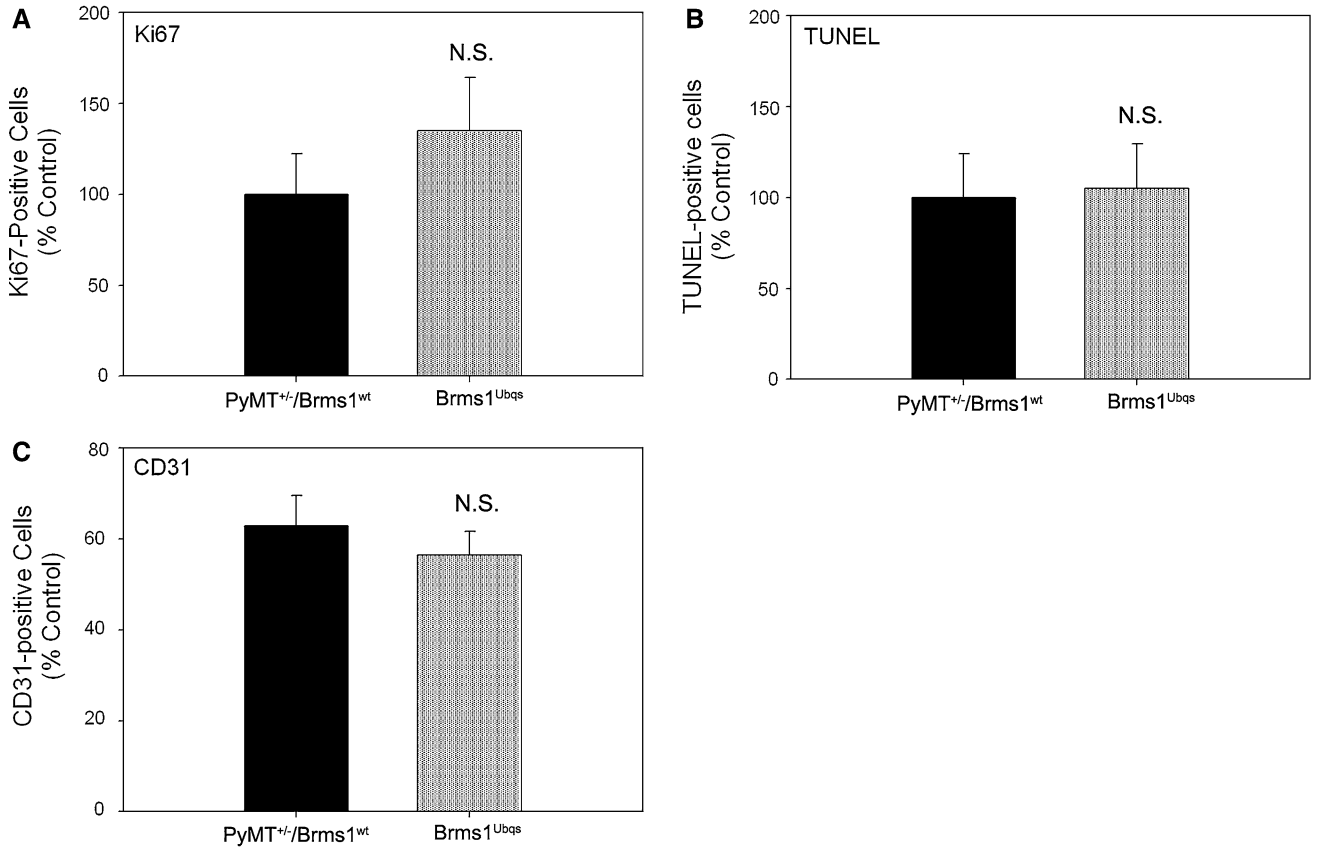 A
Ki67
N.S.
Ki67-Positive Cells
(% Control)
200
150
100
50
0
PyMT+/-/Brms1wt
Brms1Ubqs
B
TUNEL
N.S.
TUNEL-positive cells
(% Control)
200
150
100
50
0
PyMT+/-/Brms1wt
Brms1Ubqs
C
CD31
N.S.
CD31-positive Cells
(% Control)
80
60
40
20
0
PyMT+/-/Brms1wt
Brms1Ubqs